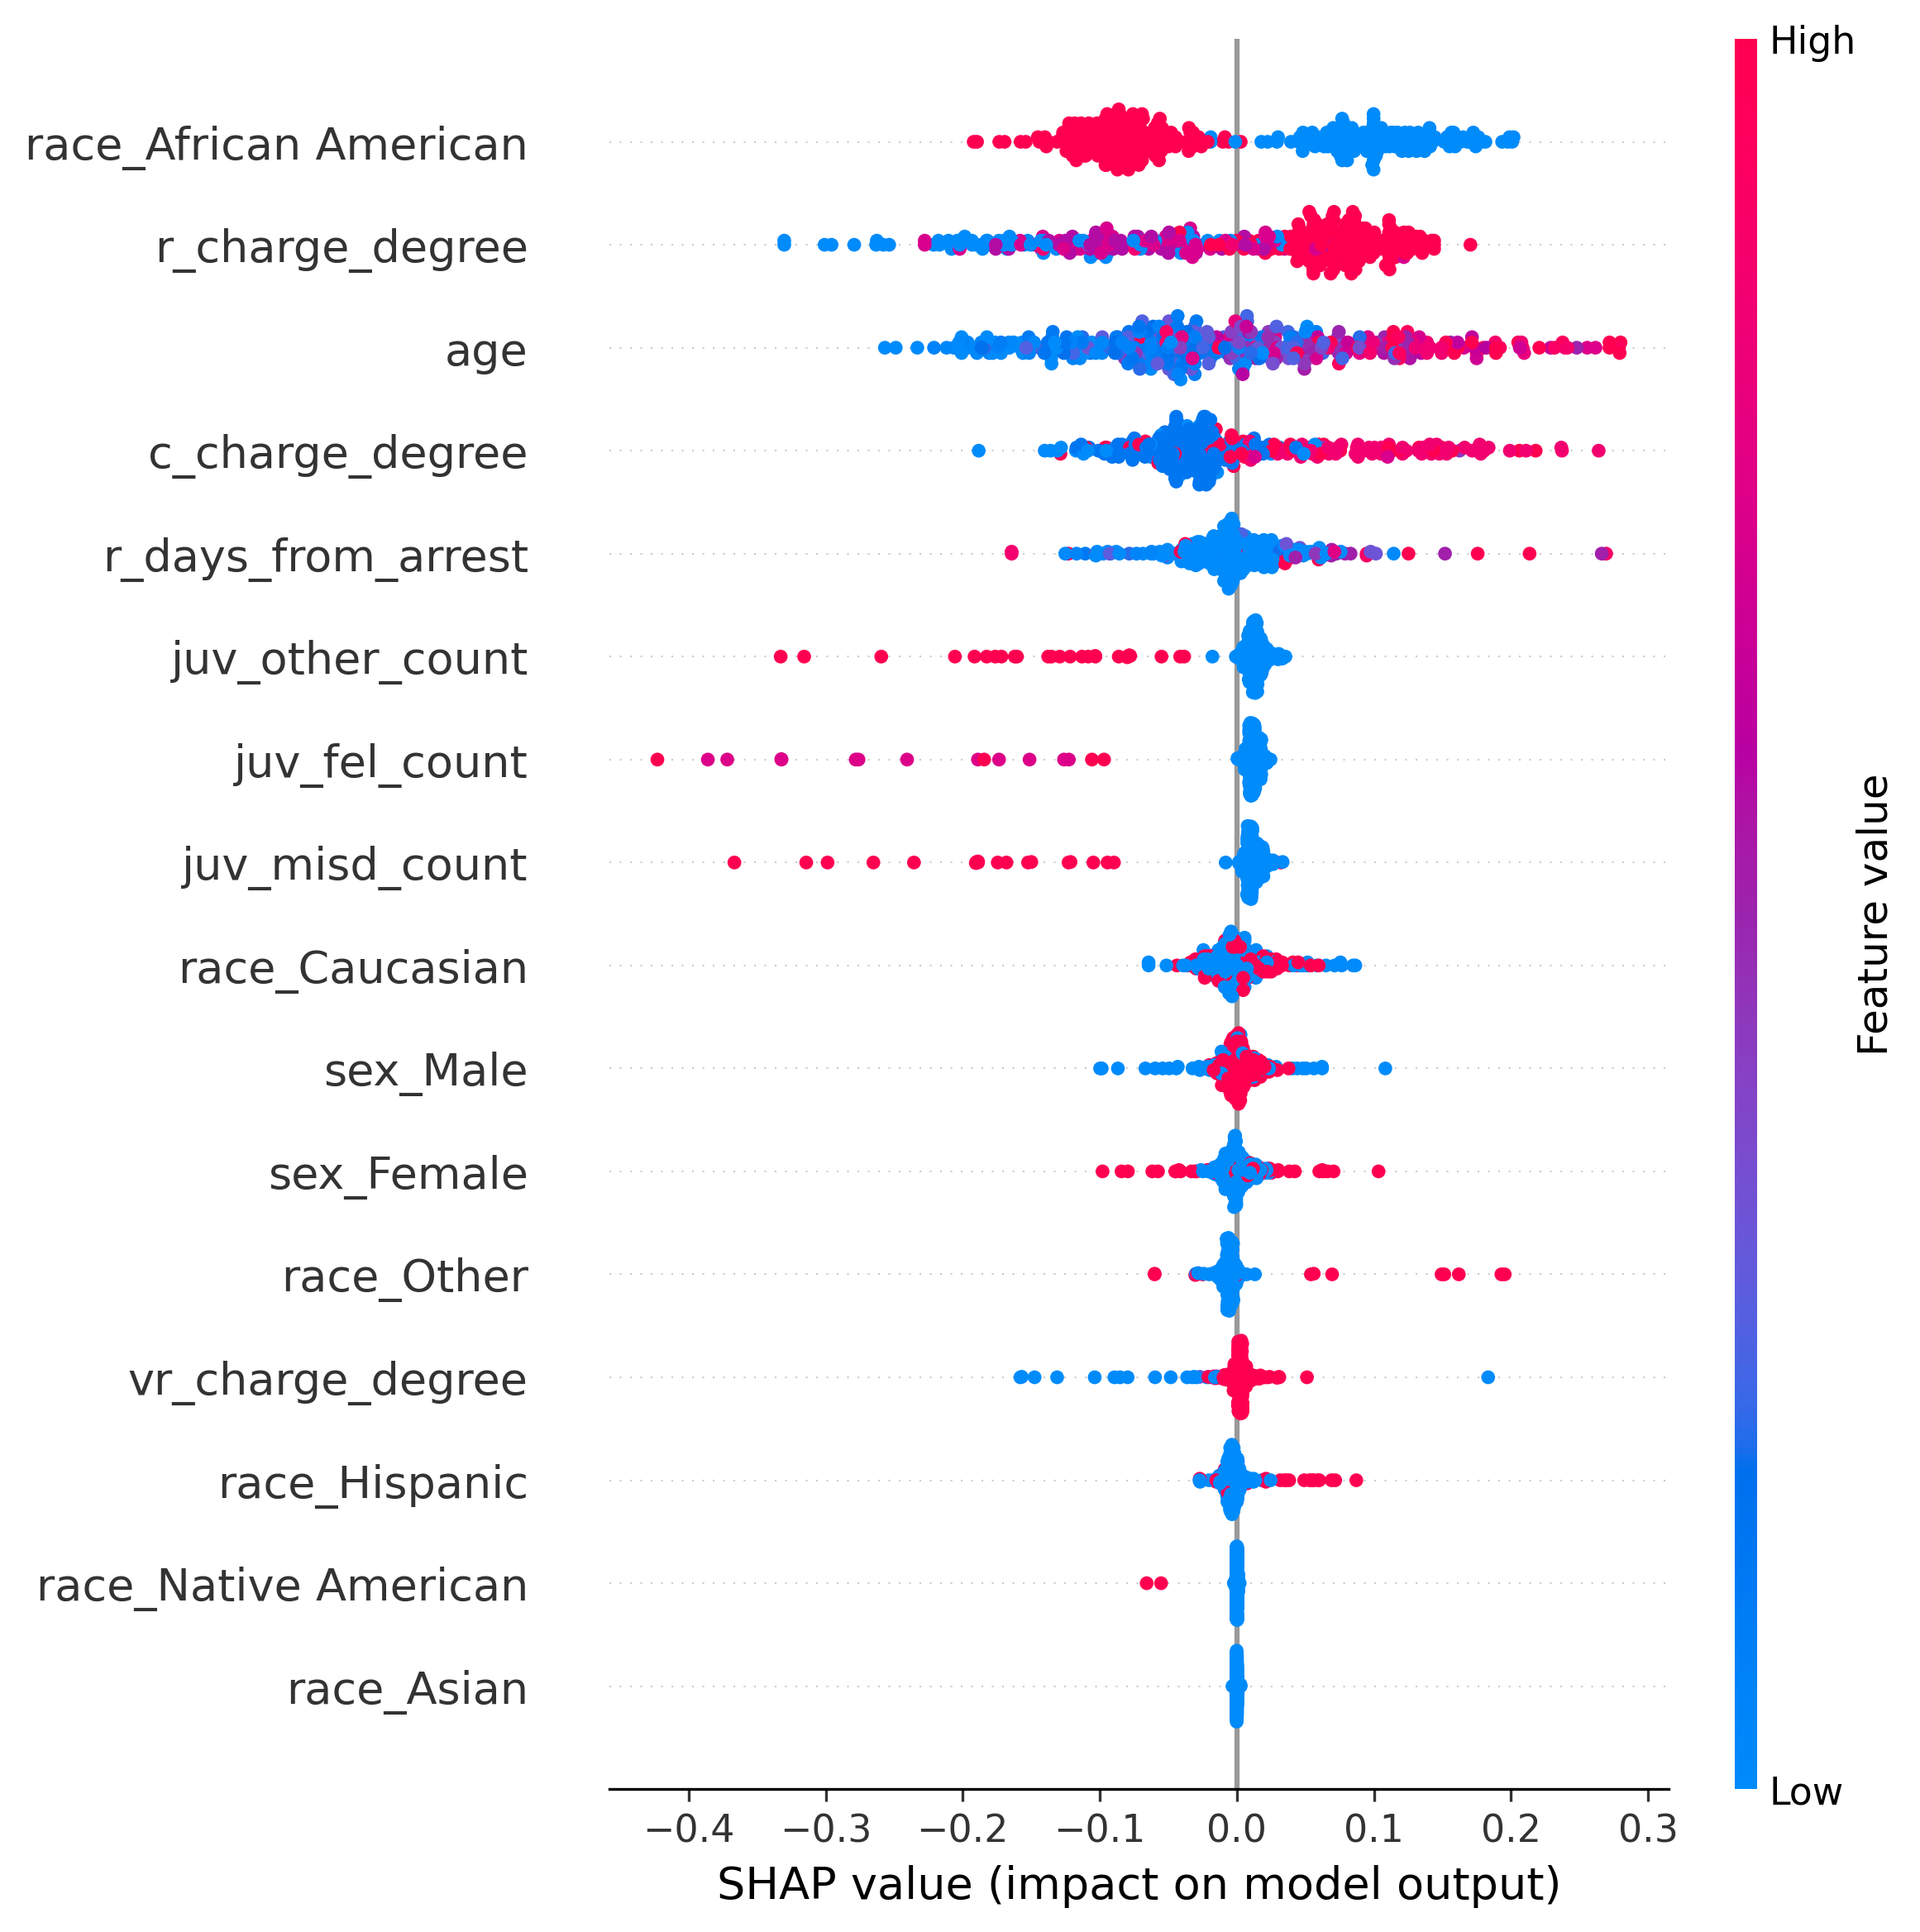 High
race_African American
r_charge_degree
age
c_charge_degree
r_days_from_arrest
juv_other_count
juv_fel_count
juv_misd_count
race_Caucasian
sex_Male
sex_Female
race_Other
vr_charge_degree
race_Hispanic
race_Native American
race_Asian
Feature value
Low
−0.4 −0.3 −0.2 −0.1 0.0 0.1 0.2 0.3
SHAP value (impact on model output)